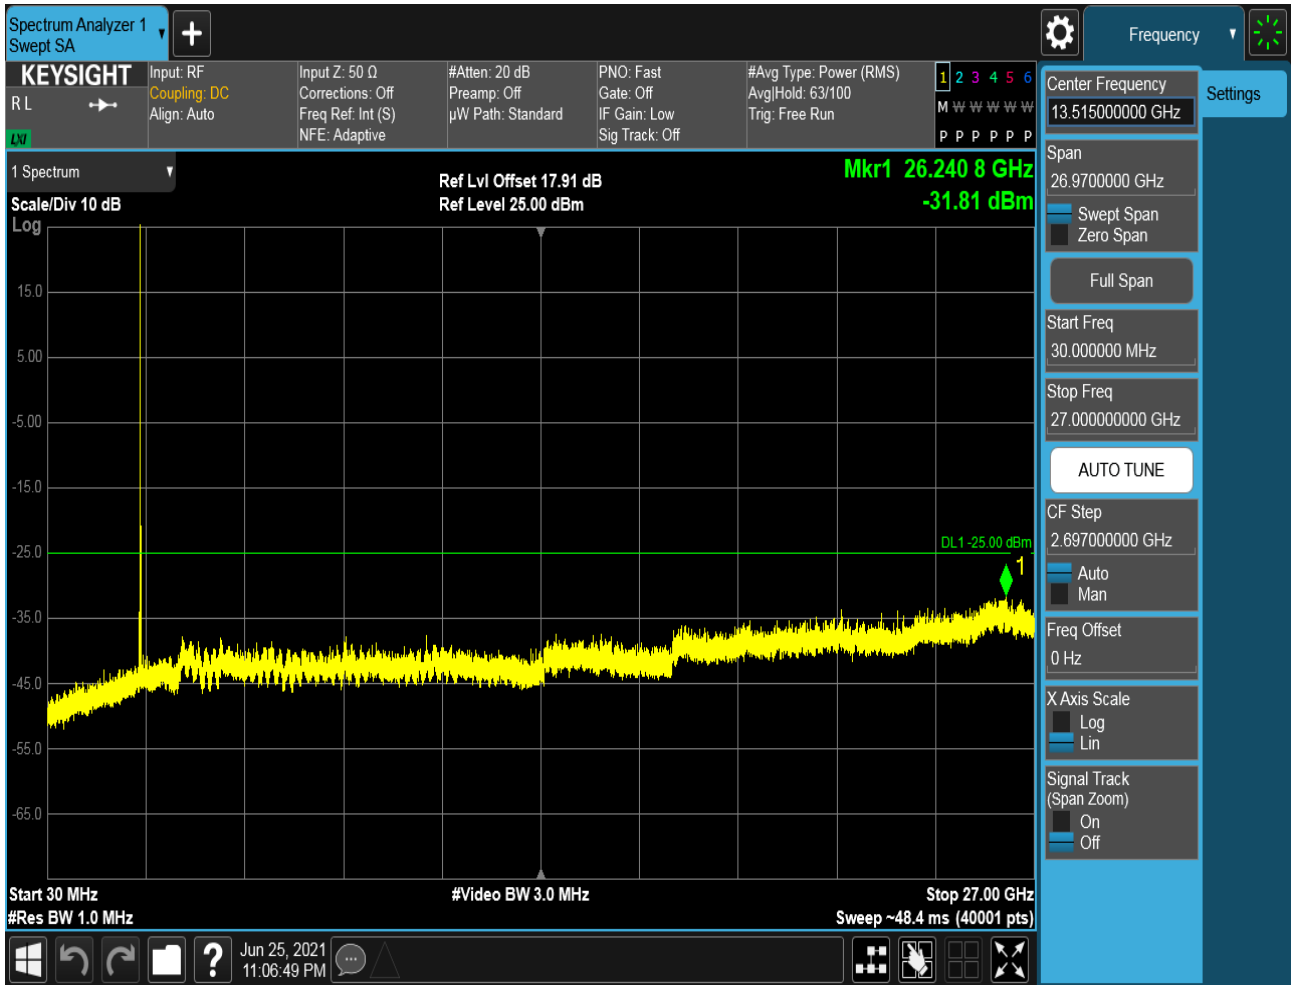 Spectrum Analyzer 1
Swept SA
Frequency
KEYSIGHT
R L
LXI
Input: RF
Coupling: DC
Align: Auto
Input Z: 50 Ω
Corrections: Off
Freq Ref: Int (S)
NFE: Adaptive
#Atten: 20 dB
Preamp: Off
µW Path: Standard
PNO: Fast
Gate: Off
IF Gain: Low
Sig Track: Off
#Avg Type: Power (RMS)
Avg|Hold: 63/100
Trig: Free Run
1 2 3 4 5 6
M W W W W W
P P P P P P
1 Spectrum
Scale/Div 10 dB
Log
Ref Lvl Offset 17.91 dB
Ref Level 25.00 dBm
Mkr1 26.240 8 GHz
-31.81 dBm
15.0
5.00
-5.00
-15.0
-25.0
-35.0
-45.0
-55.0
-65.0
DL1 -25.00 dBm
1
Start 30 MHz
#Res BW 1.0 MHz
#Video BW 3.0 MHz
Stop 27.00 GHz
Sweep ~48.4 ms (40001 pts)
Center Frequency
13.515000000 GHz
Settings
Span
26.9700000 GHz
Swept Span
Zero Span
Full Span
Start Freq
30.000000 MHz
Stop Freq
27.000000000 GHz
AUTO TUNE
CF Step
2.697000000 GHz
Auto
Man
Freq Offset
0 Hz
X Axis Scale
Log
Lin
Signal Track
(Span Zoom)
On
Off
?
Jun 25, 2021
11:06:49 PM